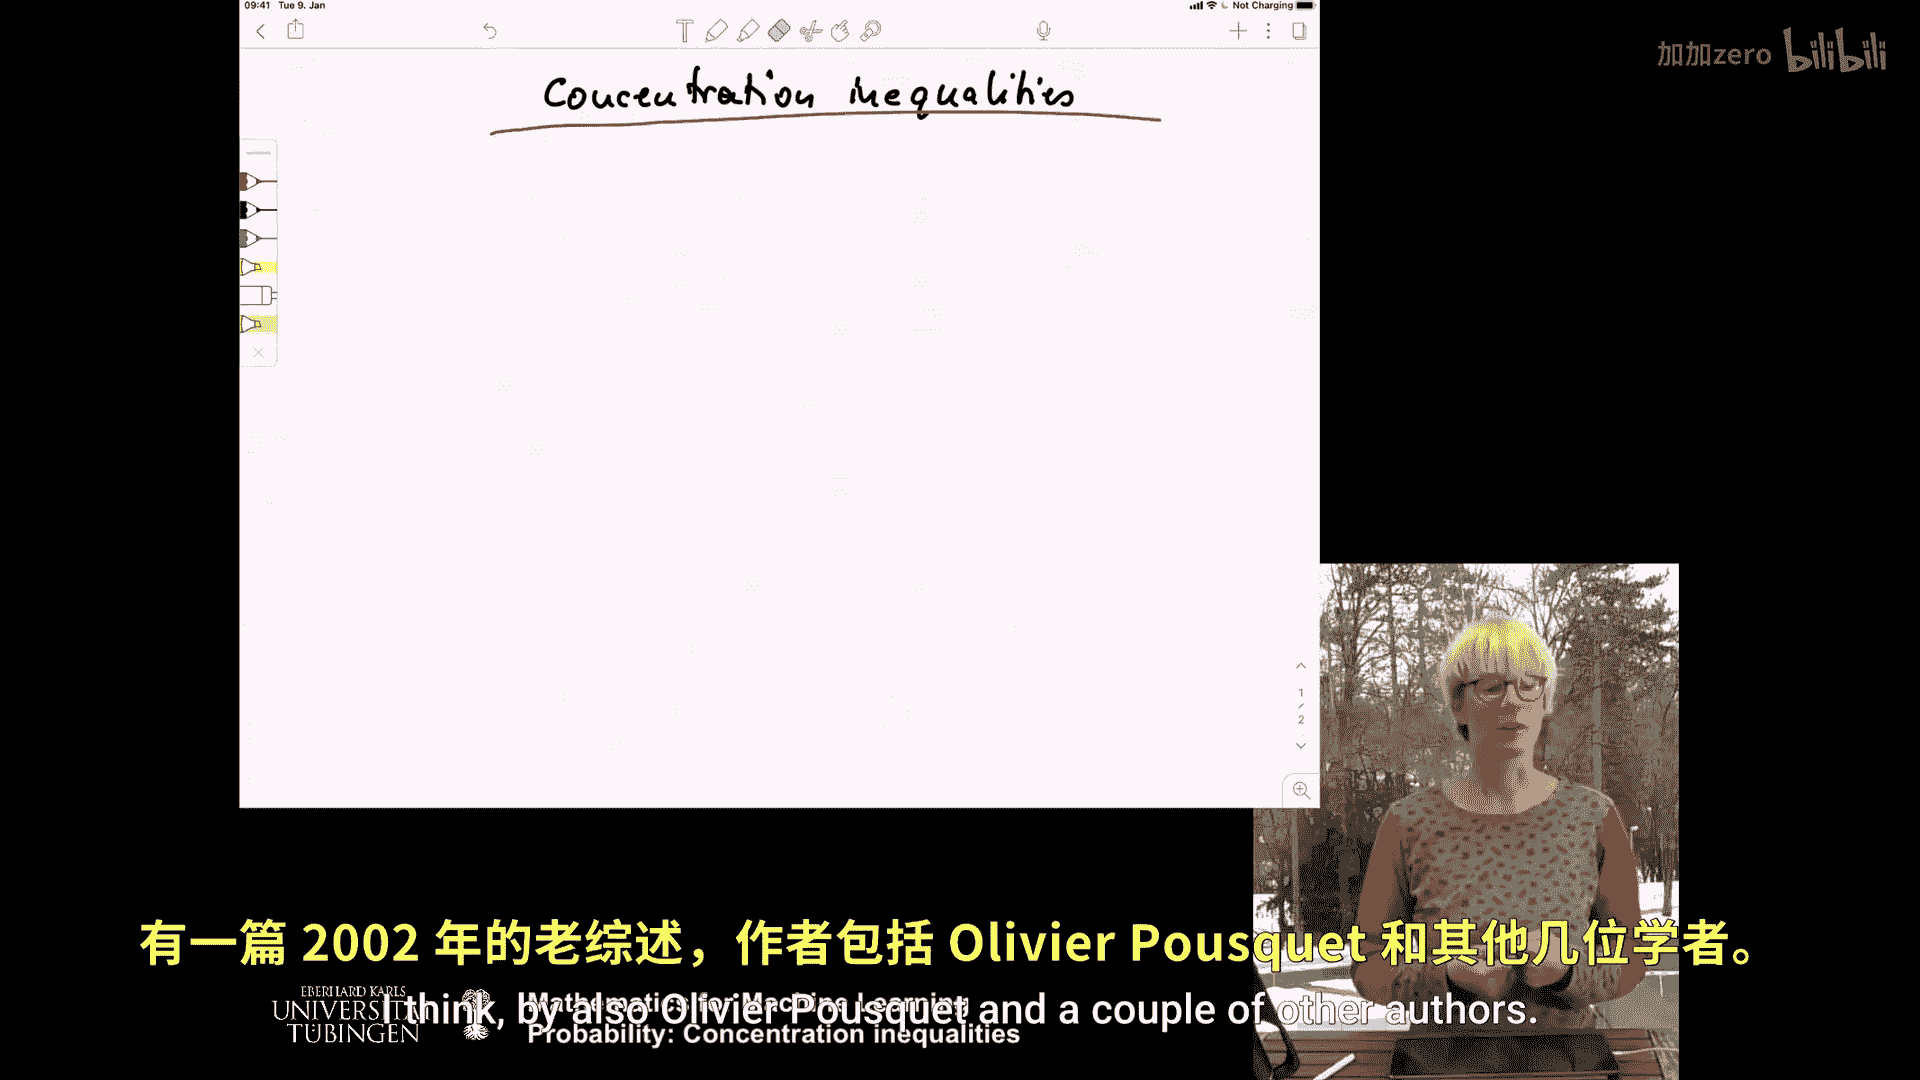 09:41 Tue 9. Jan
Not Charging
加加zero bilibili
T
Concentration inequalities
1
/
2
有一篇 2002 年的老综述，作者包括 Olivier Pousquet 和其他几位学者。
I think, by also Olivier Pousquet and a couple of other authors.
EBERHARD KARLS
UNIVERSITÄT
TÜBINGEN
Mathematics for Machine Learning
Probability: Concentration inequalities